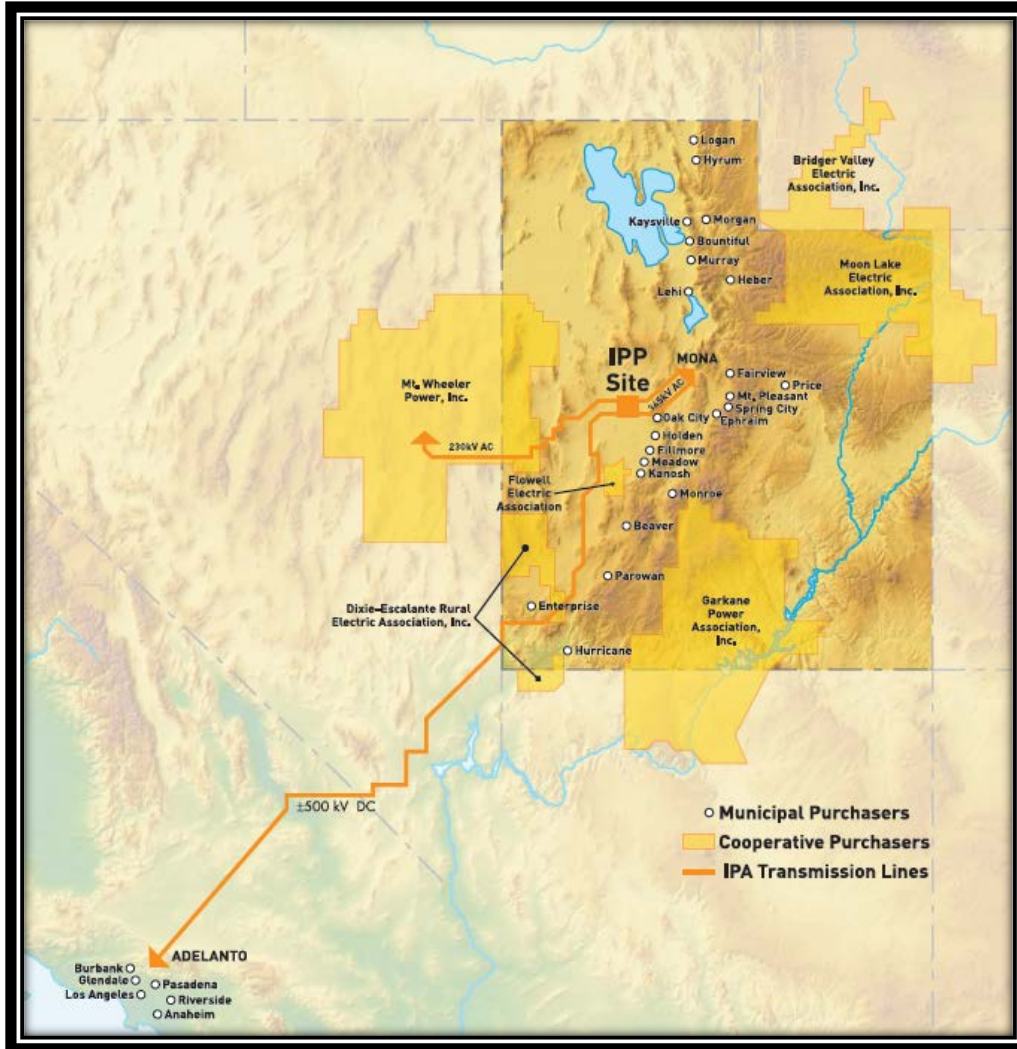 Logan
Hyrum
Bridger Valley
Electric
Association, Inc.
Kaysville
Morgan
Bountiful
Murray
Heber
Moon Lake
Electric
Association, Inc.
Lehi
IPP
Site
MONA
Mt. Wheeler
Power, Inc.
345kV AC
Fairview
Price
Mt. Pleasant
Spring City
Ephraim
Oak City
230kV AC
Holden
Fillmore
Meadow
Kanosh
Flowell
Electric
Association
Monroe
Beaver
Parowan
Dixie-Escalante Rural
Electric Association, Inc.
Enterprise
Garkane
Power
Association,
Inc.
Hurricane
±500 kV DC
Municipal Purchasers
Cooperative Purchasers
IPA Transmission Lines
ADELANTO
Burbank
Glendale
Los Angeles
Pasadena
Riverside
Anaheim